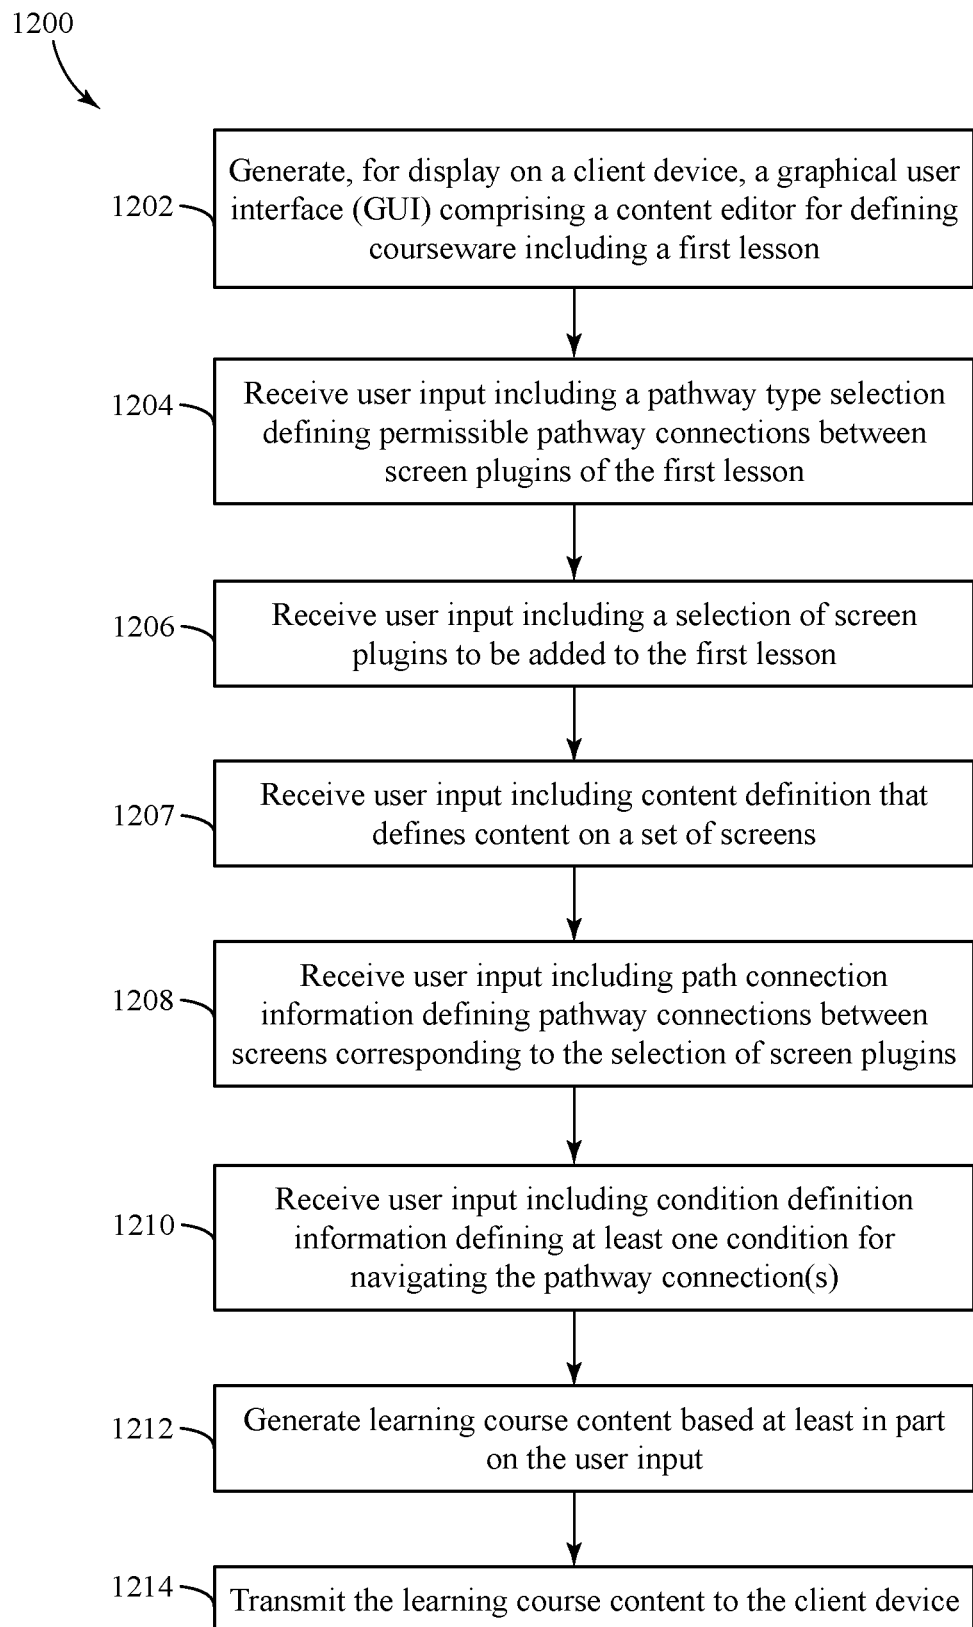 1200
Generate, for display on a client device, a graphical user
1202
interface (GUI) comprising a content editor for defining
courseware including a first lesson
Receive user input including a pathway type selection
1204
defining permissible pathway connections between
screen plugins of the first lesson
Receive user input including a selection of screen
1206
plugins to be added to the first lesson
Receive user input including content definition that
1207
defines content on a set of screens
Receive user input including path connection
1208
information defining pathway connections between
screens corresponding to the selection of screen plugins
Receive user input including condition definition
1210
information defining at least one condition for
navigating the pathway connection(s)
Generate learning course content based at least in part
1212
on the user input
1214
Transmit the learning course content to the client device